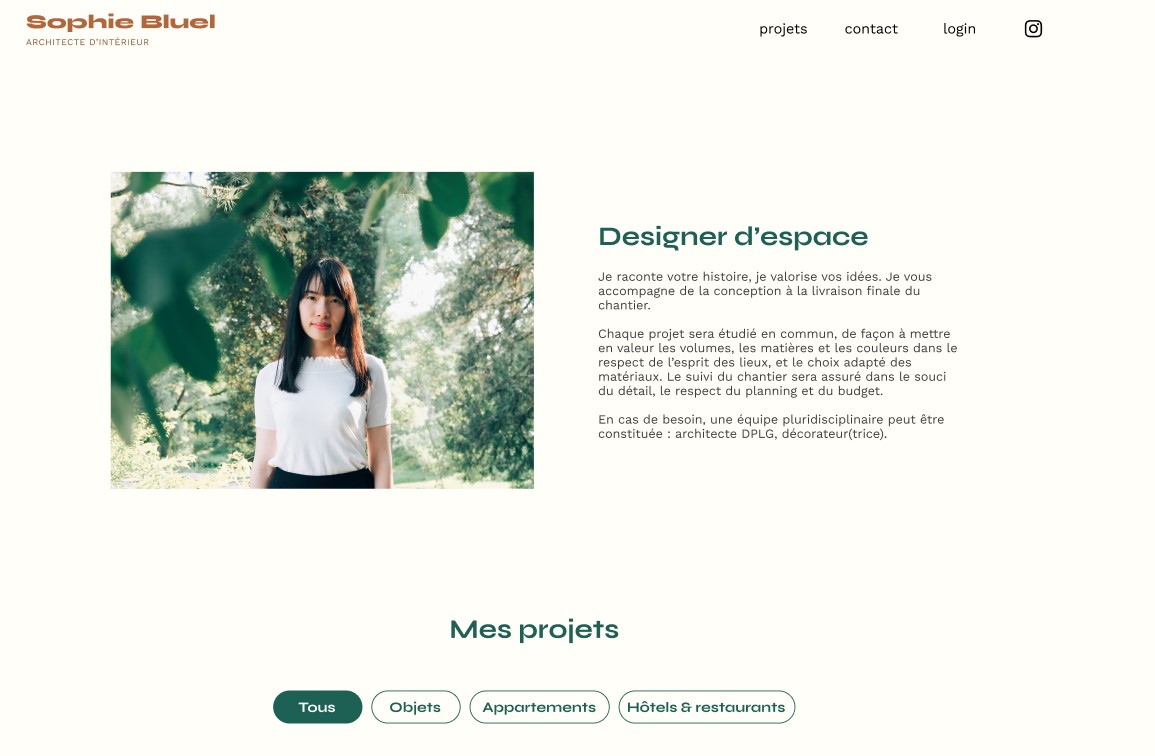 Sophie Bluel
ARCHITECTE D'INTÉRIEUR
projets
contact
login
Designer d’espace
Je raconte votre histoire, je valorise vos idées. Je vous
accompagne de la conception à la livraison finale du
chantier.
Chaque projet sera étudié en commun, de façon à mettre
en valeur les volumes, les matières et les couleurs dans le
respect de l’esprit des lieux, et le choix adapté des
matériaux. Le suivi du chantier sera assuré dans le souci
du détail, le respect du planning et du budget.
En cas de besoin, une équipe pluridisciplinaire peut être
constituée : architecte DPLG, décorateur(trice).
Mes projets
Tous
Objets
Appartements
Hôtels & restaurants